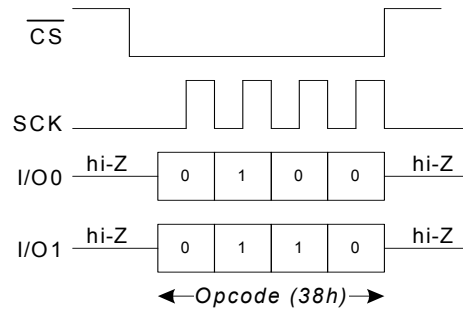 CS
SCK
hi-Z hi-Z
I/O0 0 1 0 0
hi-Z hi-Z
I/O1 0 1 1 0
Opcode (38h)